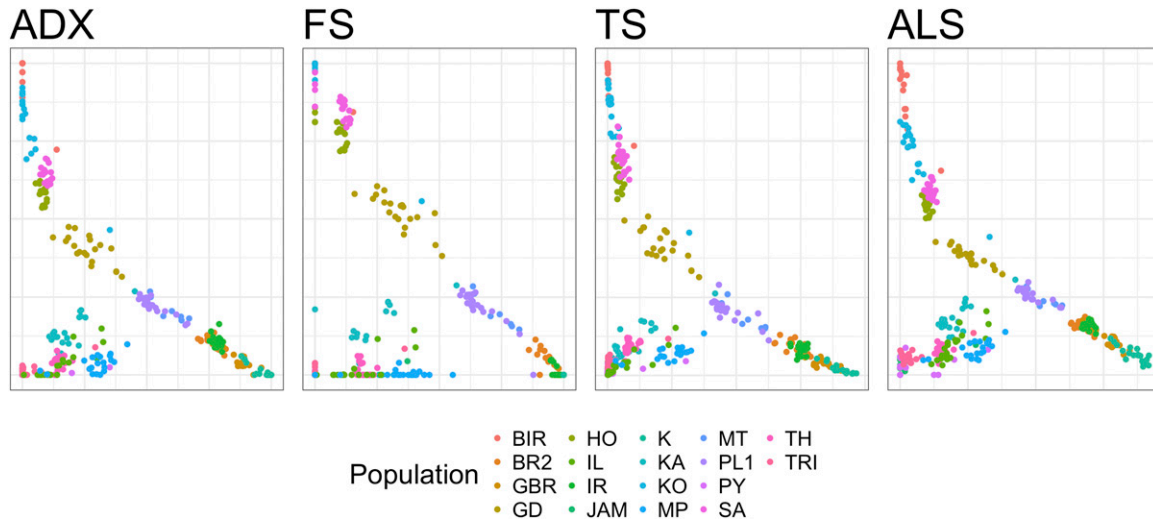 ADX FS TS ALS
BIR HO K MT TH
BR2 IL KA PL1 TRI
Population GBR IR KO PY
GD JAM MP SA